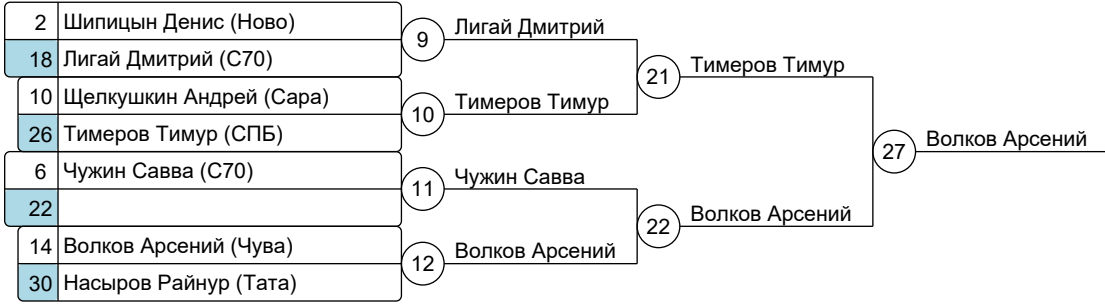 2 Шипицын Денис (Ново)
18 Лигай Дмитрий (С70)
10 Щелкушкин Андрей (Сара)
26 Тимеров Тимур (СПБ)
6 Чужин Савва (С70)
22
14 Волков Арсений (Чува)
30 Насыров Райнур (Тата)
9 Лигай Дмитрий
10 Тимеров Тимур
11 Чужин Савва
12 Волков Арсений
21 Тимеров Тимур
22 Волков Арсений
27 Волков Арсений